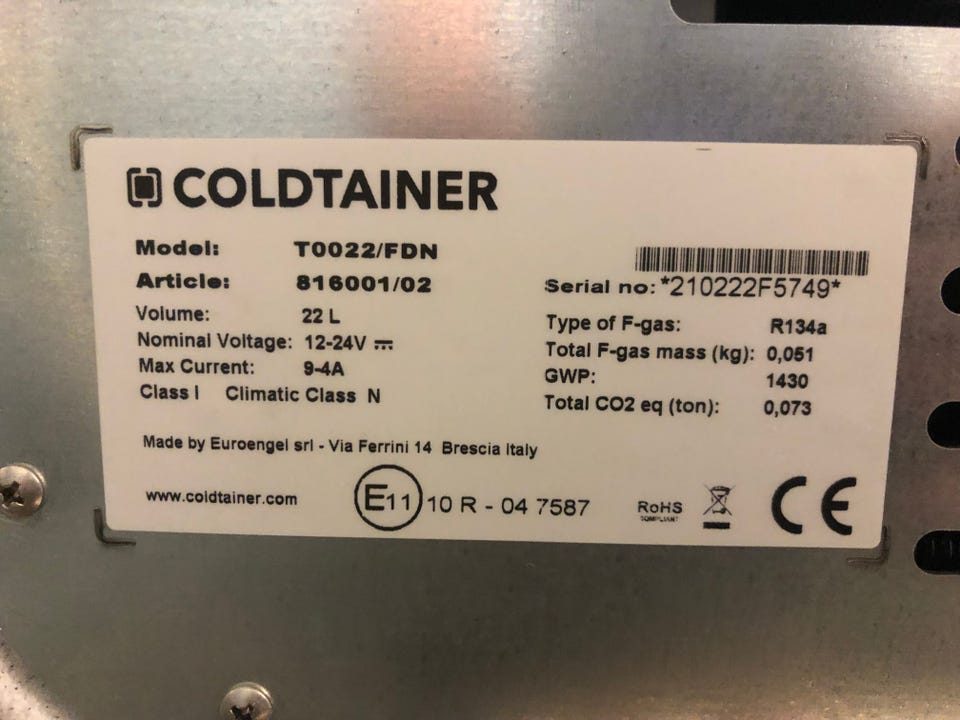 COLDTAINER
Model: T0022/FDN
Article: 816001/02
Volume: 22 L
Nominal Voltage: 12-24V ⎓
Max Current: 9-4A
Class I Climatic Class N
Serial no: *210222F5749*
Type of F-gas: R134a
Total F-gas mass (kg): 0,051
GWP: 1430
Total CO2 eq (ton): 0,073
Made by Euroengel srl - Via Ferrini 14 Brescia Italy
www.coldtainer.com
E11 10 R - 04 7587
RoHS
COMPLIANT
CE